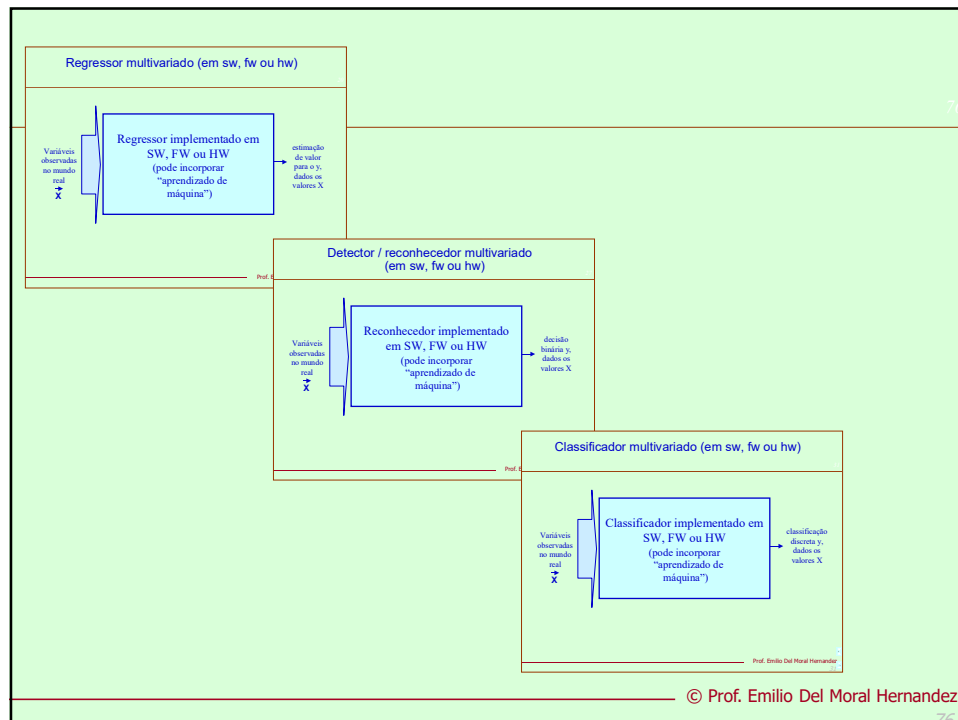 Regressor multivariado (em sw, fw ou hw)
Variáveis
observadas
no mundo
real
X
Regressor implementado em
SW, FW ou HW
(pode incorporar
“aprendizado de
máquina”)
estimação
de valor
para o y,
dados os
valores X
Prof. E
Detector / reconhecedor multivariado
(em sw, fw ou hw)
Variáveis
observadas
no mundo
real
X
Reconhecedor implementado
em SW, FW ou HW
(pode incorporar
“aprendizado de
máquina”)
decisão
binária y,
dados os
valores X
Prof. E
Classificador multivariado (em sw, fw ou hw)
Variáveis
observadas
no mundo
real
X
Classificador implementado em
SW, FW ou HW
(pode incorporar
“aprendizado de
máquina”)
classificação
discreta y,
dados os
valores X
Prof. Emilio Del Moral Hernandez
© Prof. Emilio Del Moral Hernandez
76